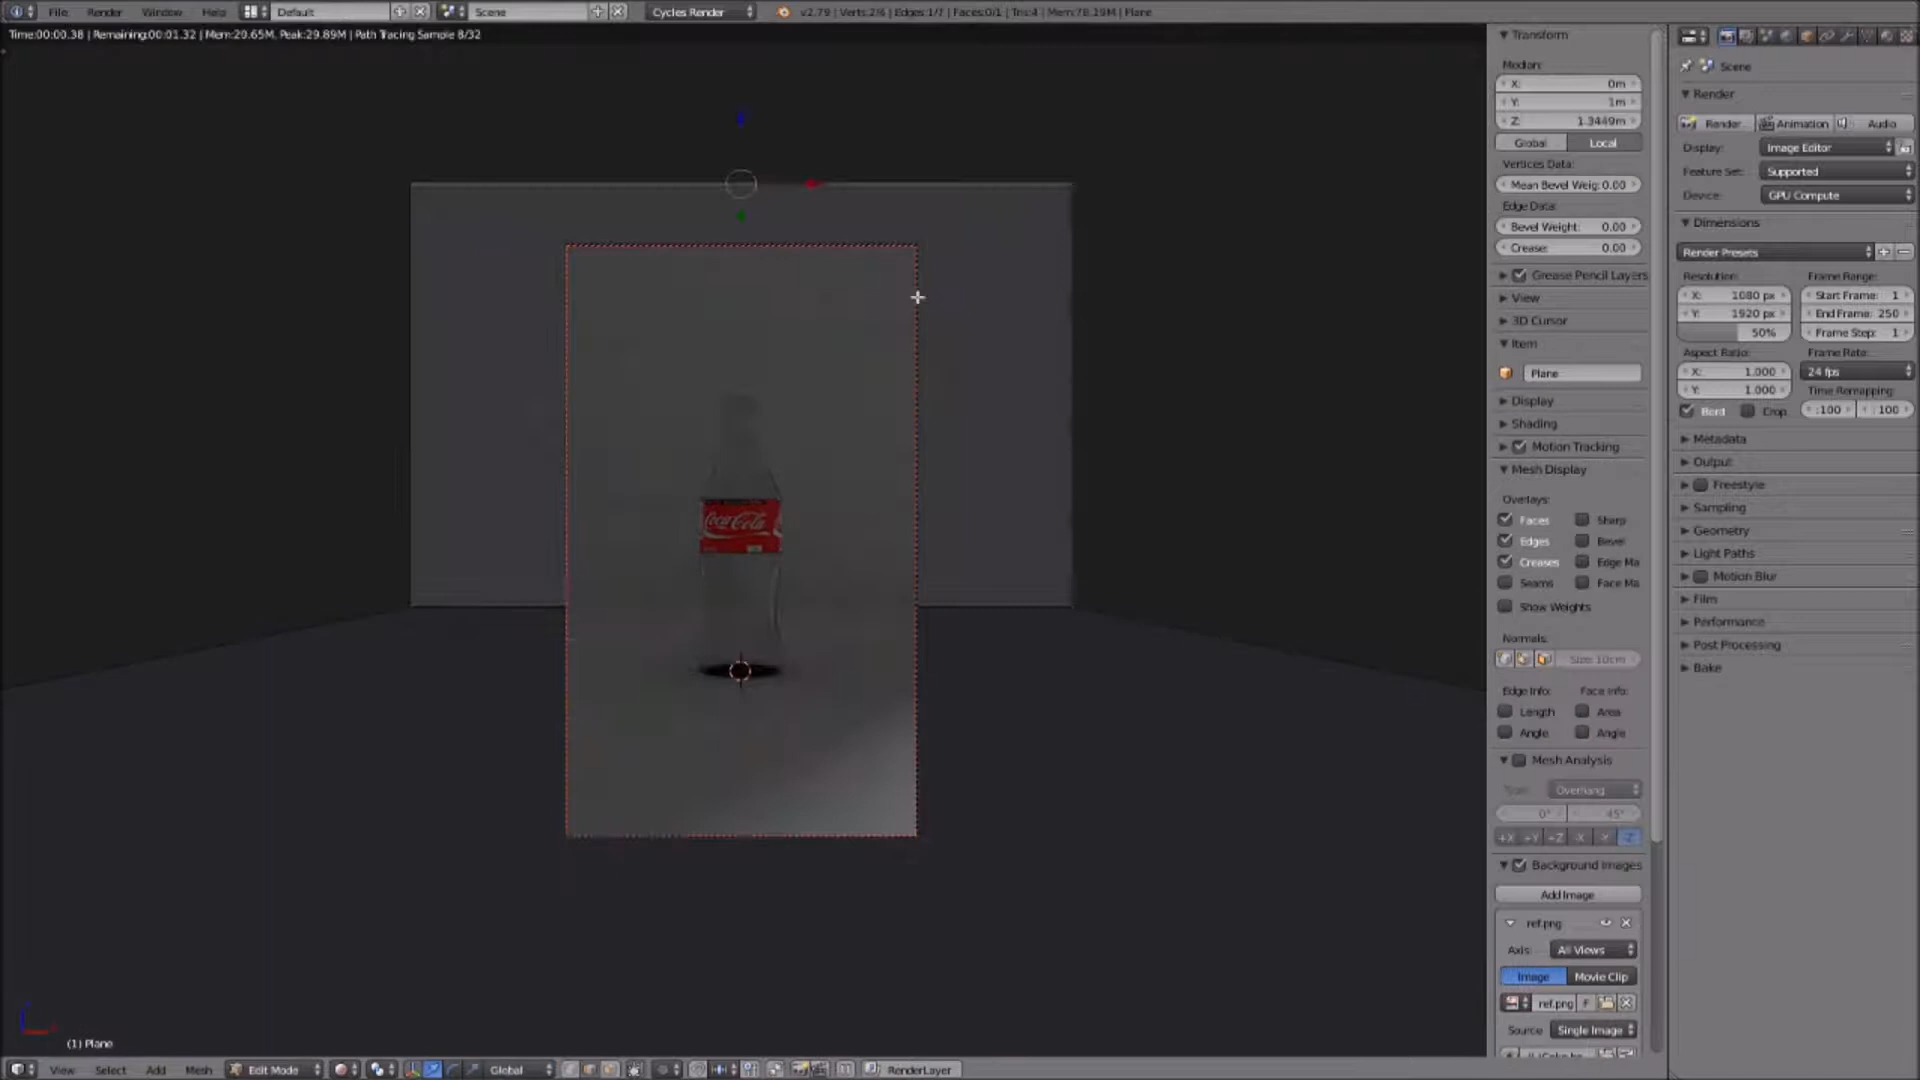 File Render Window Help Default Scene Cycles Render v2.79 | Verts:2/6 | Edges:1/7 | Faces:0/1 | Tris:4 | Mem:78.19M | Plane
Time:00:00.38 | Remaining:00:01.32 | Mem:29.65M, Peak:29.89M | Path Tracing Sample 8/32
Transform
Median:
X: 0m
Y: 1m
Z: 1.3449m
Global Local
Vertices Data:
Mean Bevel Weig: 0.00
Edge Data:
Bevel Weight: 0.00
Crease: 0.00
Grease Pencil Layers
View
3D Cursor
Item
Plane
Display
Shading
Motion Tracking
Mesh Display
Overlays:
Faces Sharp
Edges Bevel
Creases Edge Ma
Seams Face Ma
Show Weights
Normals:
Size: 10cm
Edge Info: Face Info:
Length Area
Angle Angle
Mesh Analysis
Overhang
0° 45°
+X +Y +Z -X -Y -Z
Background Images
Add Image
ref.png
Axis: All Views
Image Movie Clip
ref.png F
Source: Single Image
Scene
Render
Render Animation Audio
Display: Image Editor
Feature Set: Supported
Device: GPU Compute
Dimensions
Render Presets
Resolution: Frame Range:
X: 1080 px Start Frame: 1
Y: 1920 px End Frame: 250
50% Frame Step: 1
Aspect Ratio: Frame Rate:
X: 1.000 24 fps
Y: 1.000 Time Remapping:
Bord Crop :100 :100
Metadata
Output
Freestyle
Sampling
Geometry
Light Paths
Motion Blur
Film
Performance
Post Processing
Bake
Coca-Cola
(1) Plane
View Select Add Mesh Edit Mode Global RenderLayer